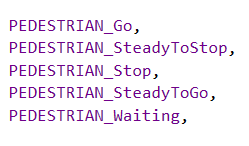 PEDESTRIAN_Go,
PEDESTRIAN_SteadyToStop,
PEDESTRIAN_Stop,
PEDESTRIAN_SteadyToGo,
PEDESTRIAN_Waiting,